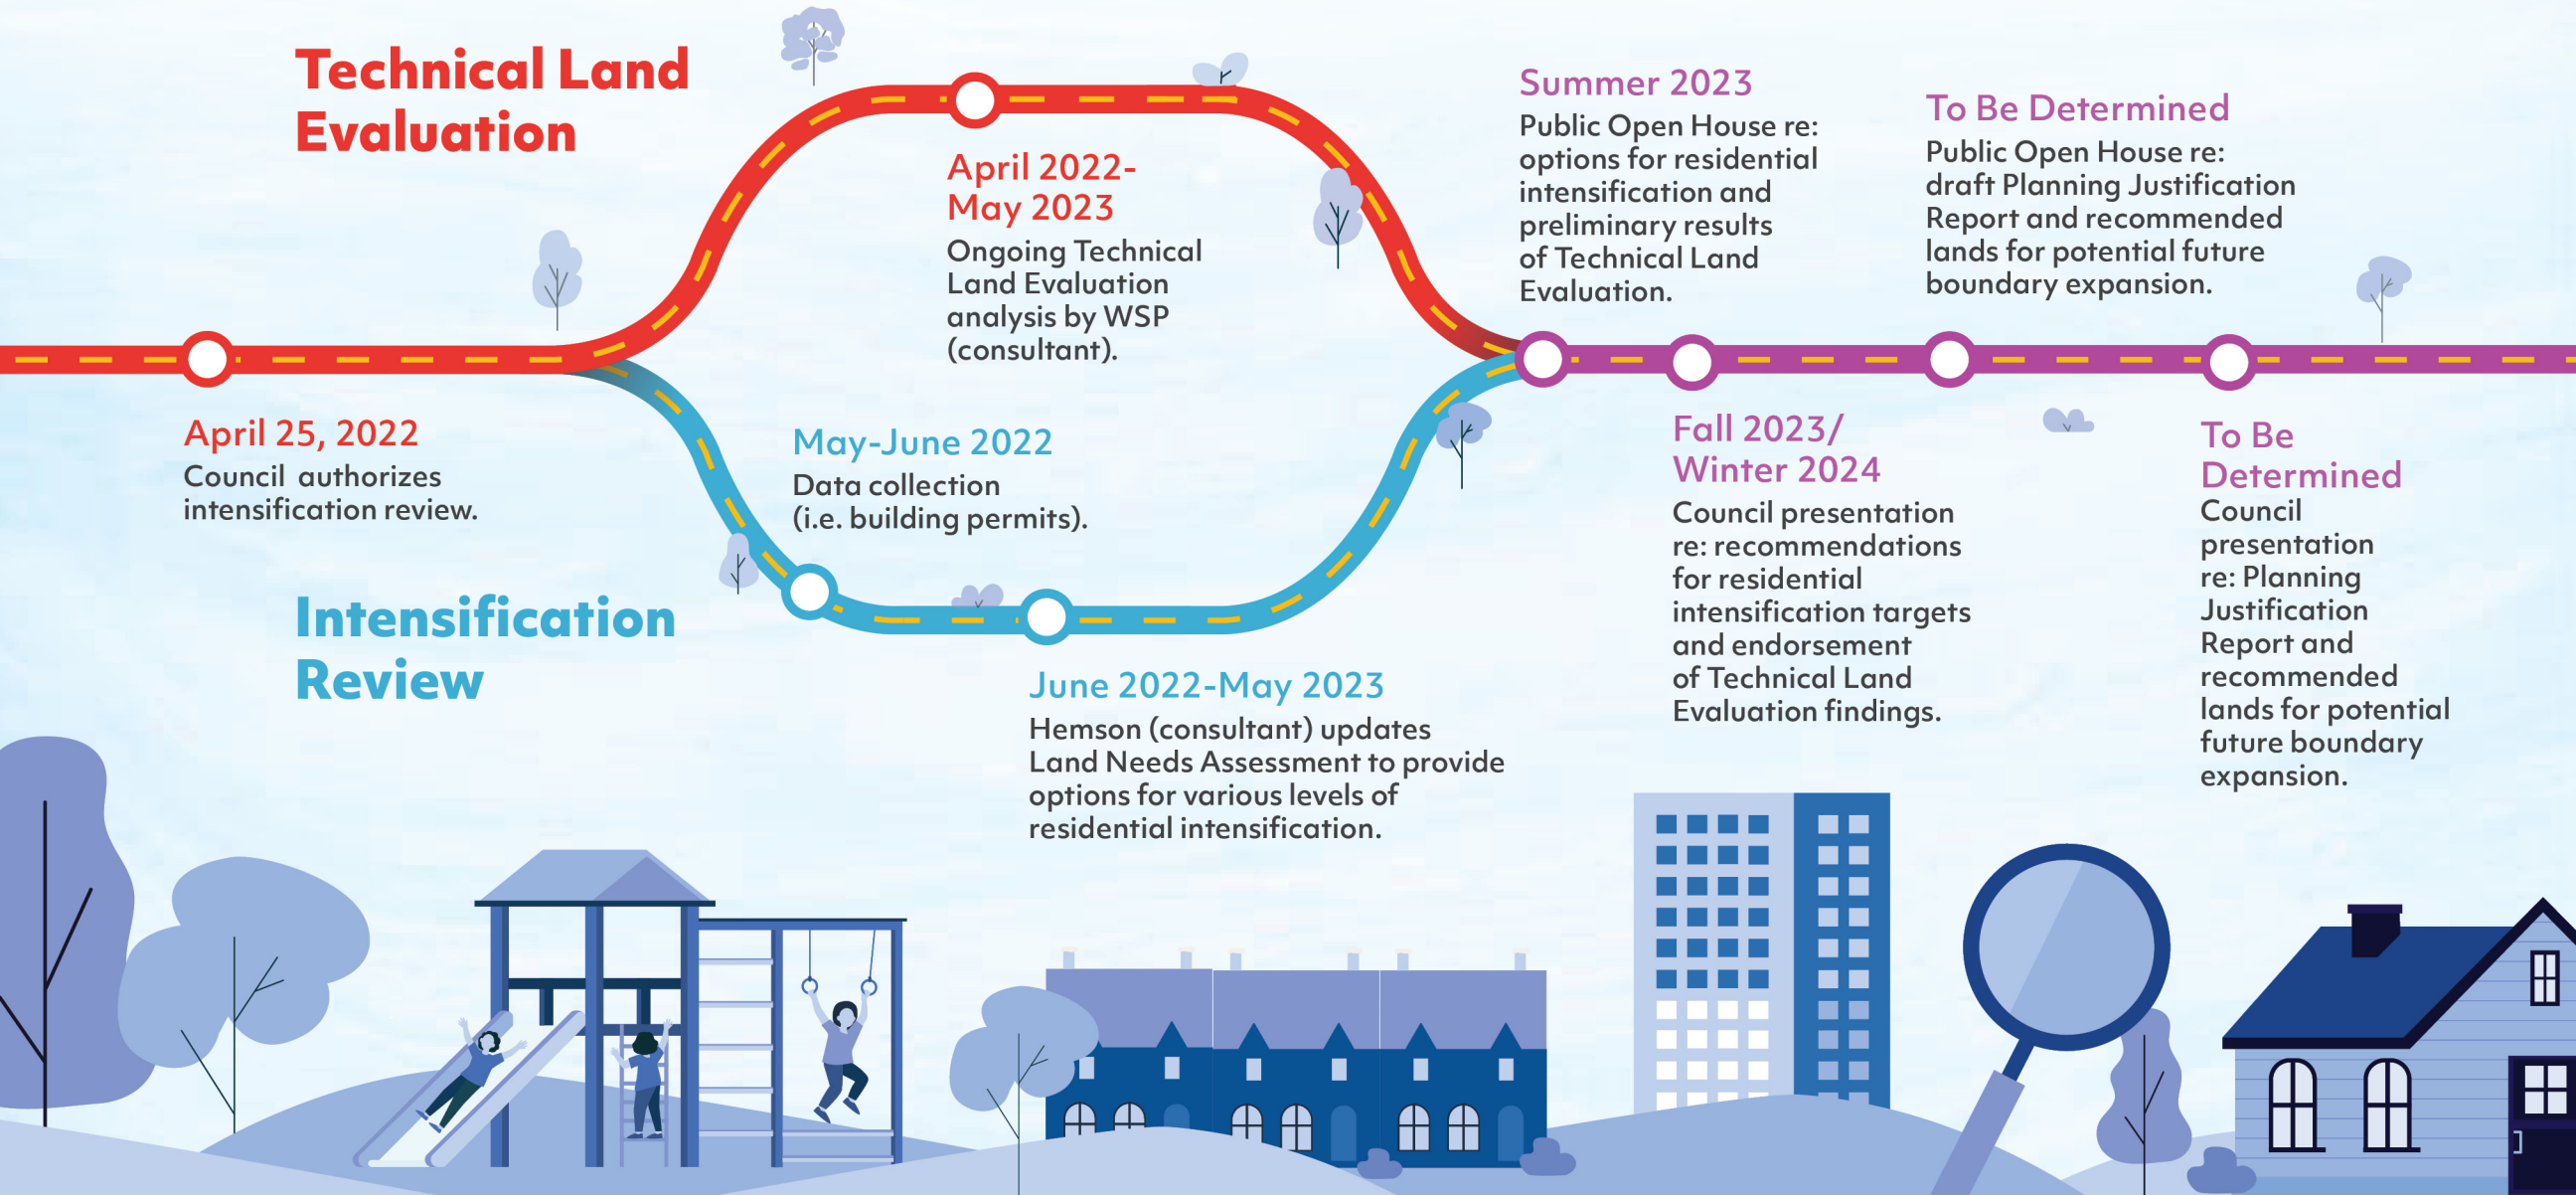 Technical Land
Evaluation
April 25, 2022
Council authorizes
intensification review.
April 2022-
May 2023
Ongoing Technical
Land Evaluation
analysis by WSP
(consultant).
Intensification
Review
May-June 2022
Data collection
(i.e. building permits).
June 2022-May 2023
Hemson (consultant) updates
Land Needs Assessment to provide
options for various levels of
residential intensification.
Summer 2023
Public Open House re:
options for residential
intensification and
preliminary results
of Technical Land
Evaluation.
Fall 2023/
Winter 2024
Council presentation
re: recommendations
for residential
intensification targets
and endorsement
of Technical Land
Evaluation findings.
To Be Determined
Public Open House re:
draft Planning Justification
Report and recommended
lands for potential future
boundary expansion.
To Be
Determined
Council
presentation
re: Planning
Justification
Report and
recommended
lands for potential
future boundary
expansion.